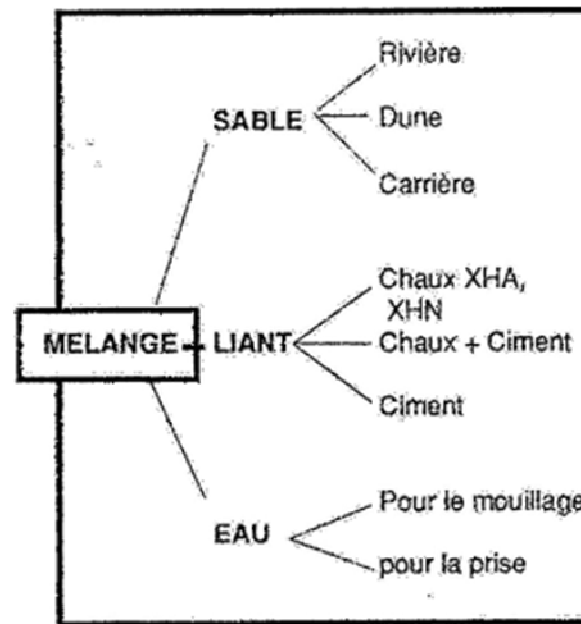 Rivière
SABLE
Dune
Carrière
Chaux XHA,
XHN
MELANGE
LIANT
Chaux + Ciment
Ciment
Pour le mouillage
EAU
pour la prise